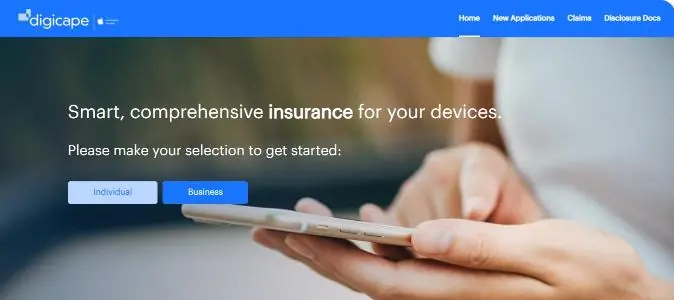 digicape
Home New Applications Claims Disclosure Docs
Smart, comprehensive insurance for your devices.
Please make your selection to get started:
Individual Business